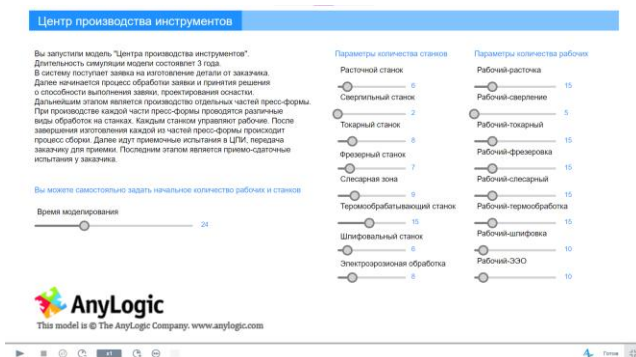 Центр производства инструментов
Вы запустили модель "Центра производства инструментов".
Длительность симуляции модели состовляет 3 года.
В систему поступает заявка на изготовление детали от заказчика.
Далее начинается процесс обработки заявки и принятия решения
о способности выполнения заявки, проектирования оснастки.
Дальнейшим этапом является производство отдельных частей пресс-формы.
При производстве каждой части пресс-формы проводятся различные
виды обработок на станках. Каждым станком управляют рабочие. После
завершения изготовления каждой из частей пресс-формы происходит
процесс сборки. Далее идут приемочные испытания в ЦПИ, передача
заказчику для приемки. Последним этапом является приемо-сдаточные
испытания у заказчика.
Вы можете самостоятельно задать начальное количество рабочих и станков
Время моделирования
24
Параметры количества станков
Расточной станок
6
Сверлильный станок
2
Токарный станок
8
Фрезерный станок
7
Слесарная зона
9
Теромообрабатывающий станок
15
Шлифовальный станок
6
Электроэрозионая обработка
8
Параметры количества рабочих
Рабочий-расточка
15
Рабочий-сверление
5
Рабочий-токарный
15
Рабочий-фрезеровка
15
Рабочий-слесарный
15
Рабочий-термообработка
15
Рабочий-шлифовка
10
Рабочий-ЭЭО
10
AnyLogic
This model is © The AnyLogic Company. www.anylogic.com
x1
Готов